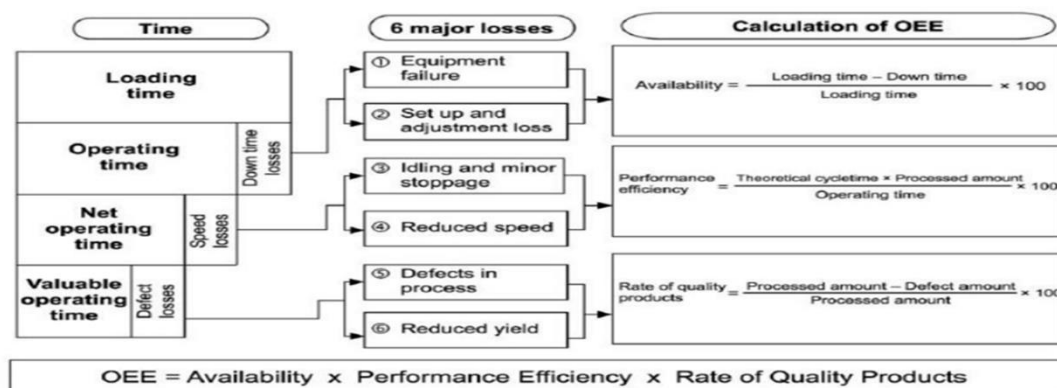 Time
6 major losses
Calculation of OEE
Loading
time
Operating
time
Down time
losses
Net
operating
time
Speed
losses
Valuable
operating
time
Defect
losses
① Equipment
failure
② Set up and
adjustment loss
③ Idling and minor
stoppage
④ Reduced speed
⑤ Defects in
process
⑥ Reduced yield
Availability = Loading time – Down time / Loading time × 100
Performance
efficiency = Theoretical cycletime × Processed amount / Operating time × 100
Rate of quality
products = Processed amount – Defect amount / Processed amount × 100
OEE = Availability x Performance Efficiency x Rate of Quality Products